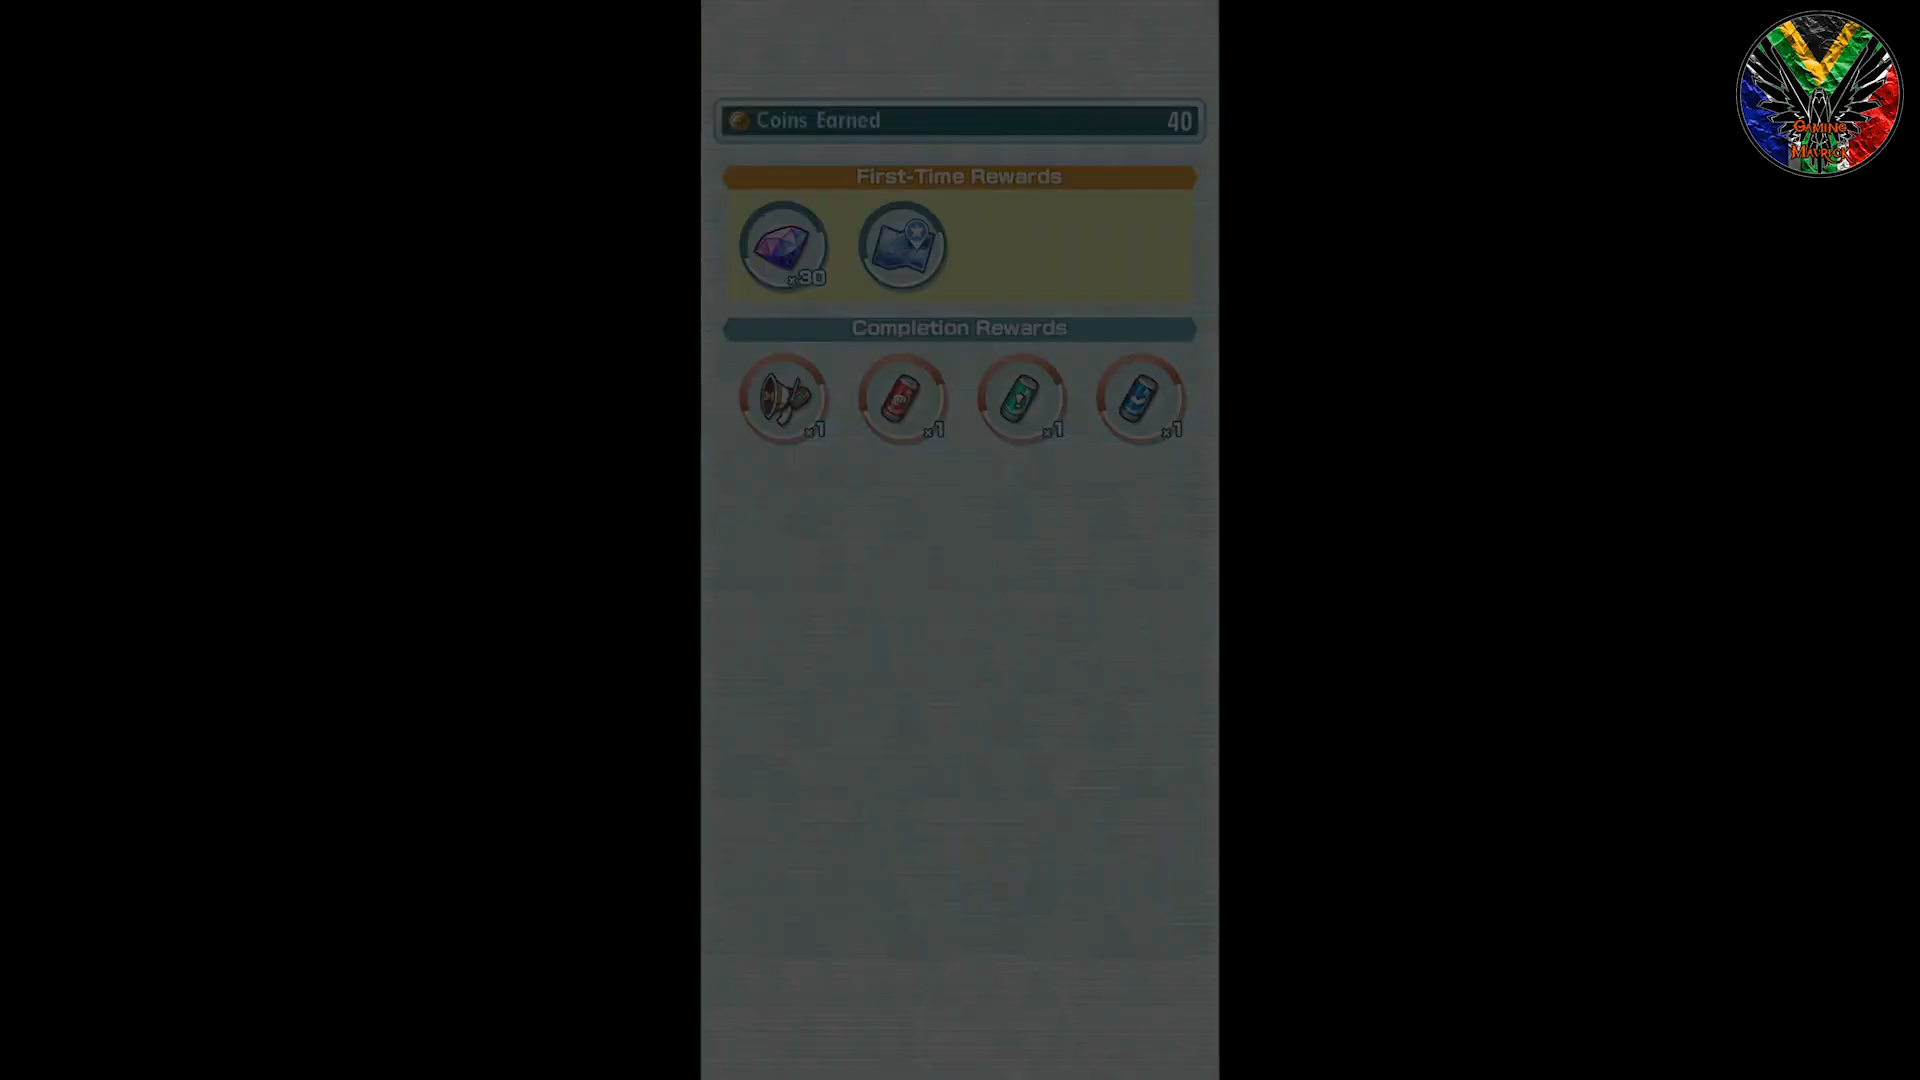 Coins Earned 40
First-Time Rewards
x30
Completion Rewards
x1 x1 x1 x1
Gaming
Mavrick